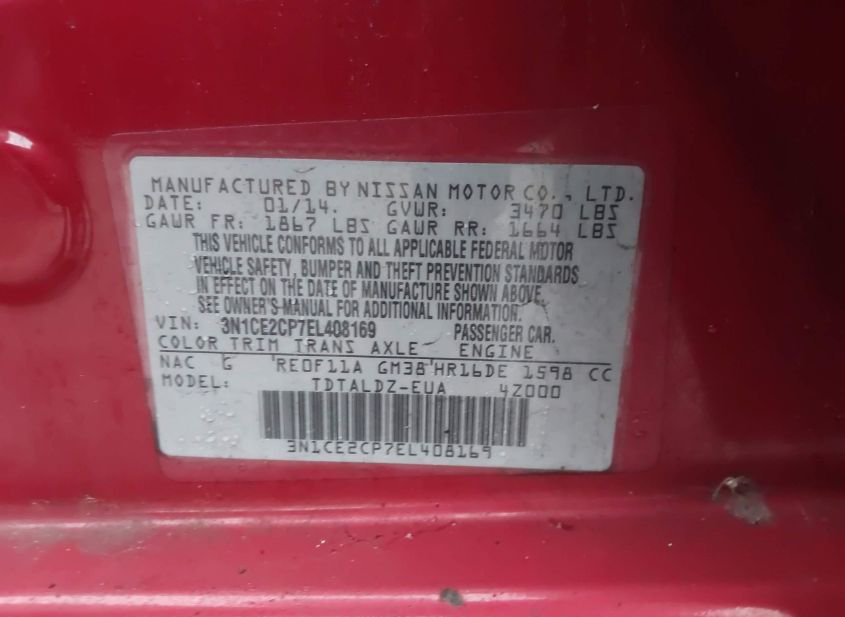 MANUFACTURED BY NISSAN MOTOR CO., LTD.
DATE: 01/14. GVWR: 3470 LBS
GAWR FR: 1867 LBS GAWR RR: 1664 LBS
THIS VEHICLE CONFORMS TO ALL APPLICABLE FEDERAL MOTOR
VEHICLE SAFETY, BUMPER AND THEFT PREVENTION STANDARDS
IN EFFECT ON THE DATE OF MANUFACTURE SHOWN ABOVE.
SEE OWNER'S MANUAL FOR ADDITIONAL INFORMATION.
VIN: 3N1CE2CP7EL408169 PASSENGER CAR.
COLOR TRIM TRANS AXLE ENGINE
NAC G RE0F11A GM38 HR16DE 1598 CC
MODEL: TDTALDZ-EUA 4Z000
3N1CE2CP7EL408169